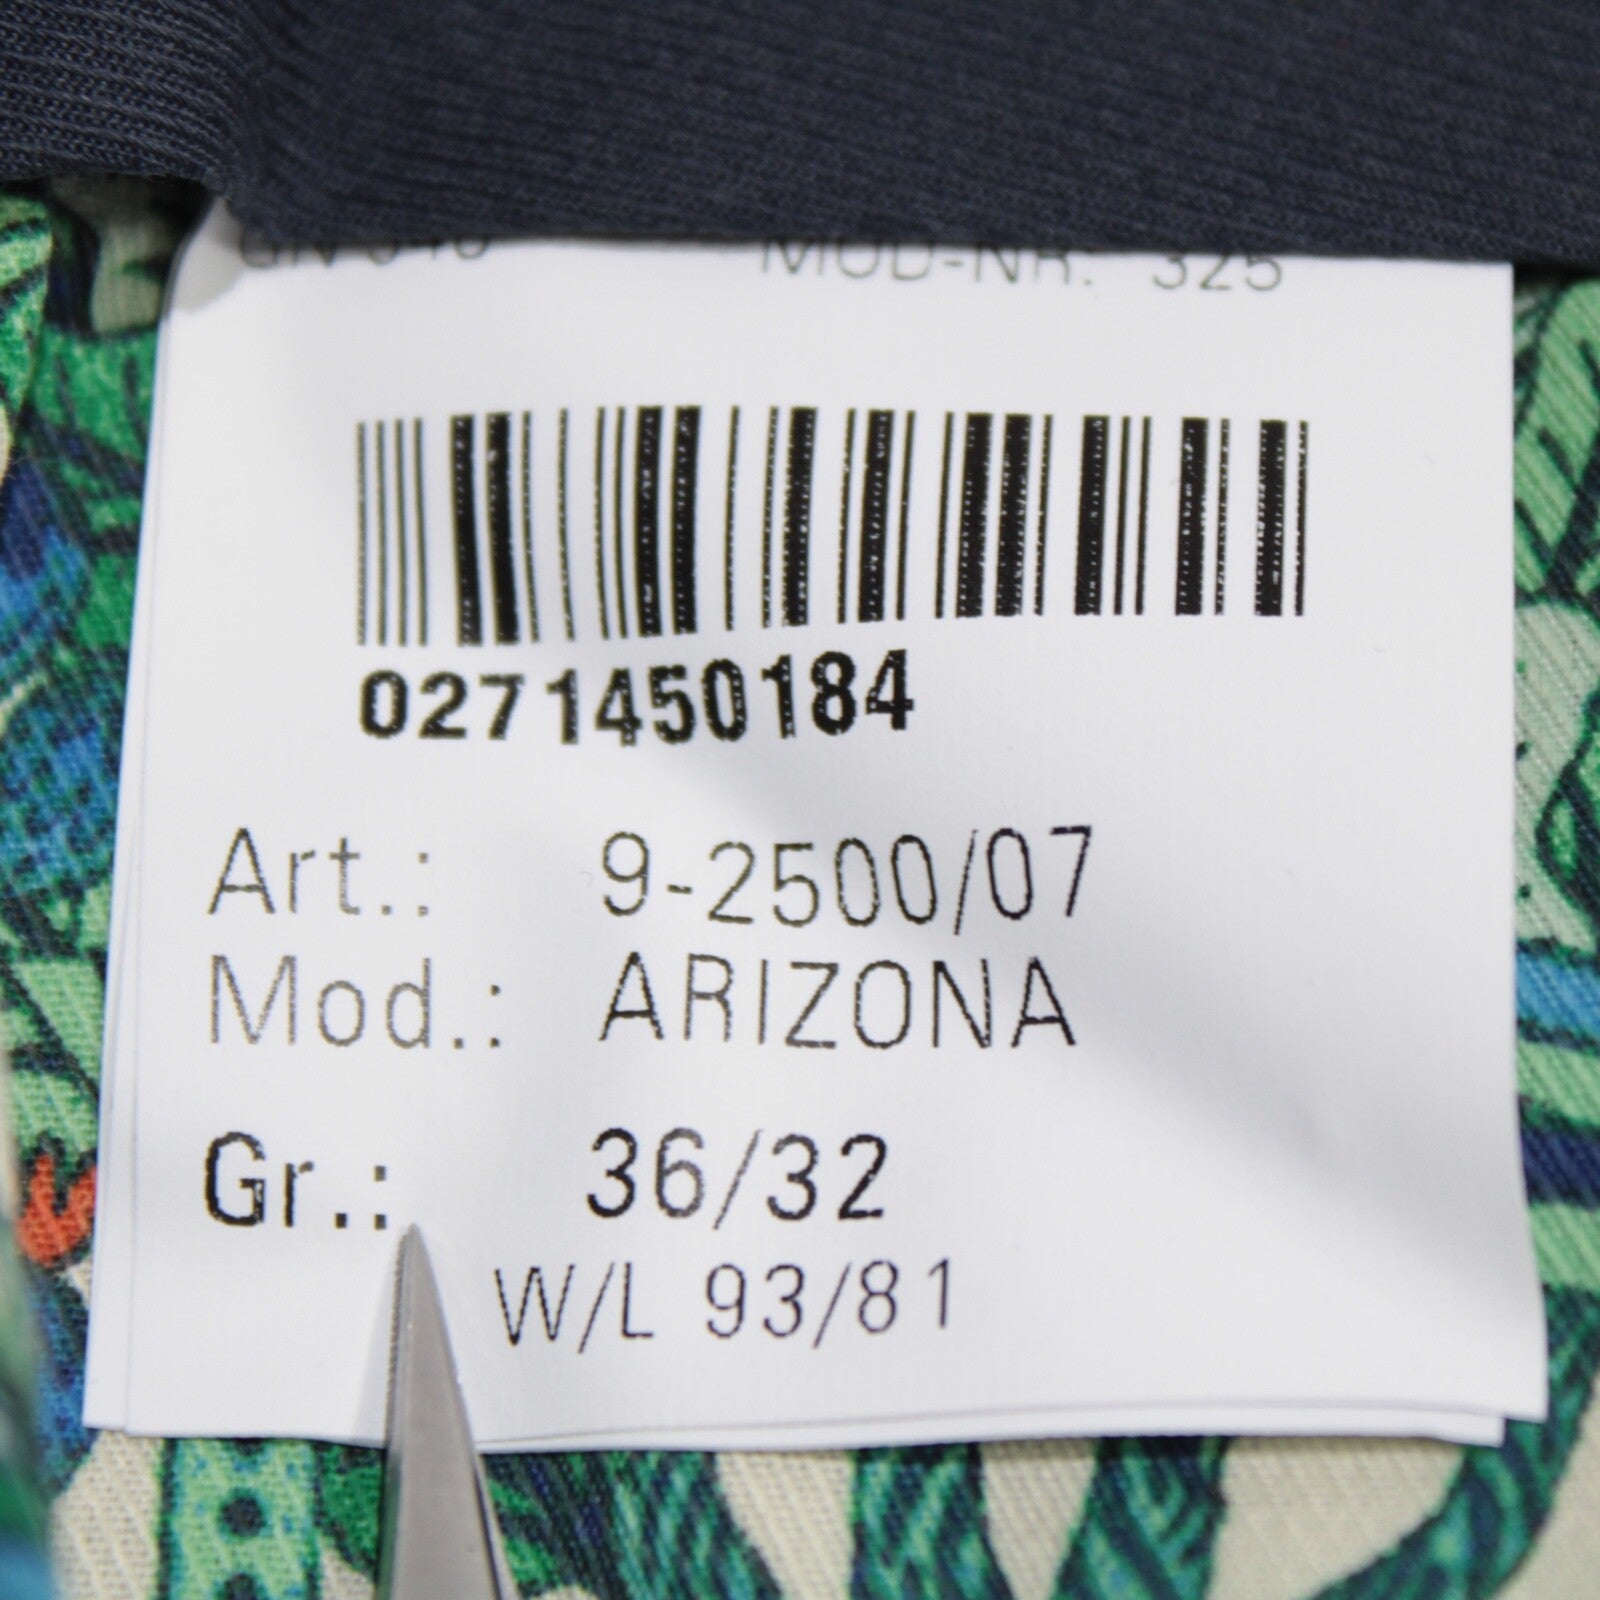 MOD-NR. 325
0271450184
Art.: 9-2500/07
Mod.: ARIZONA
Gr.: 36/32
W/L 93/81